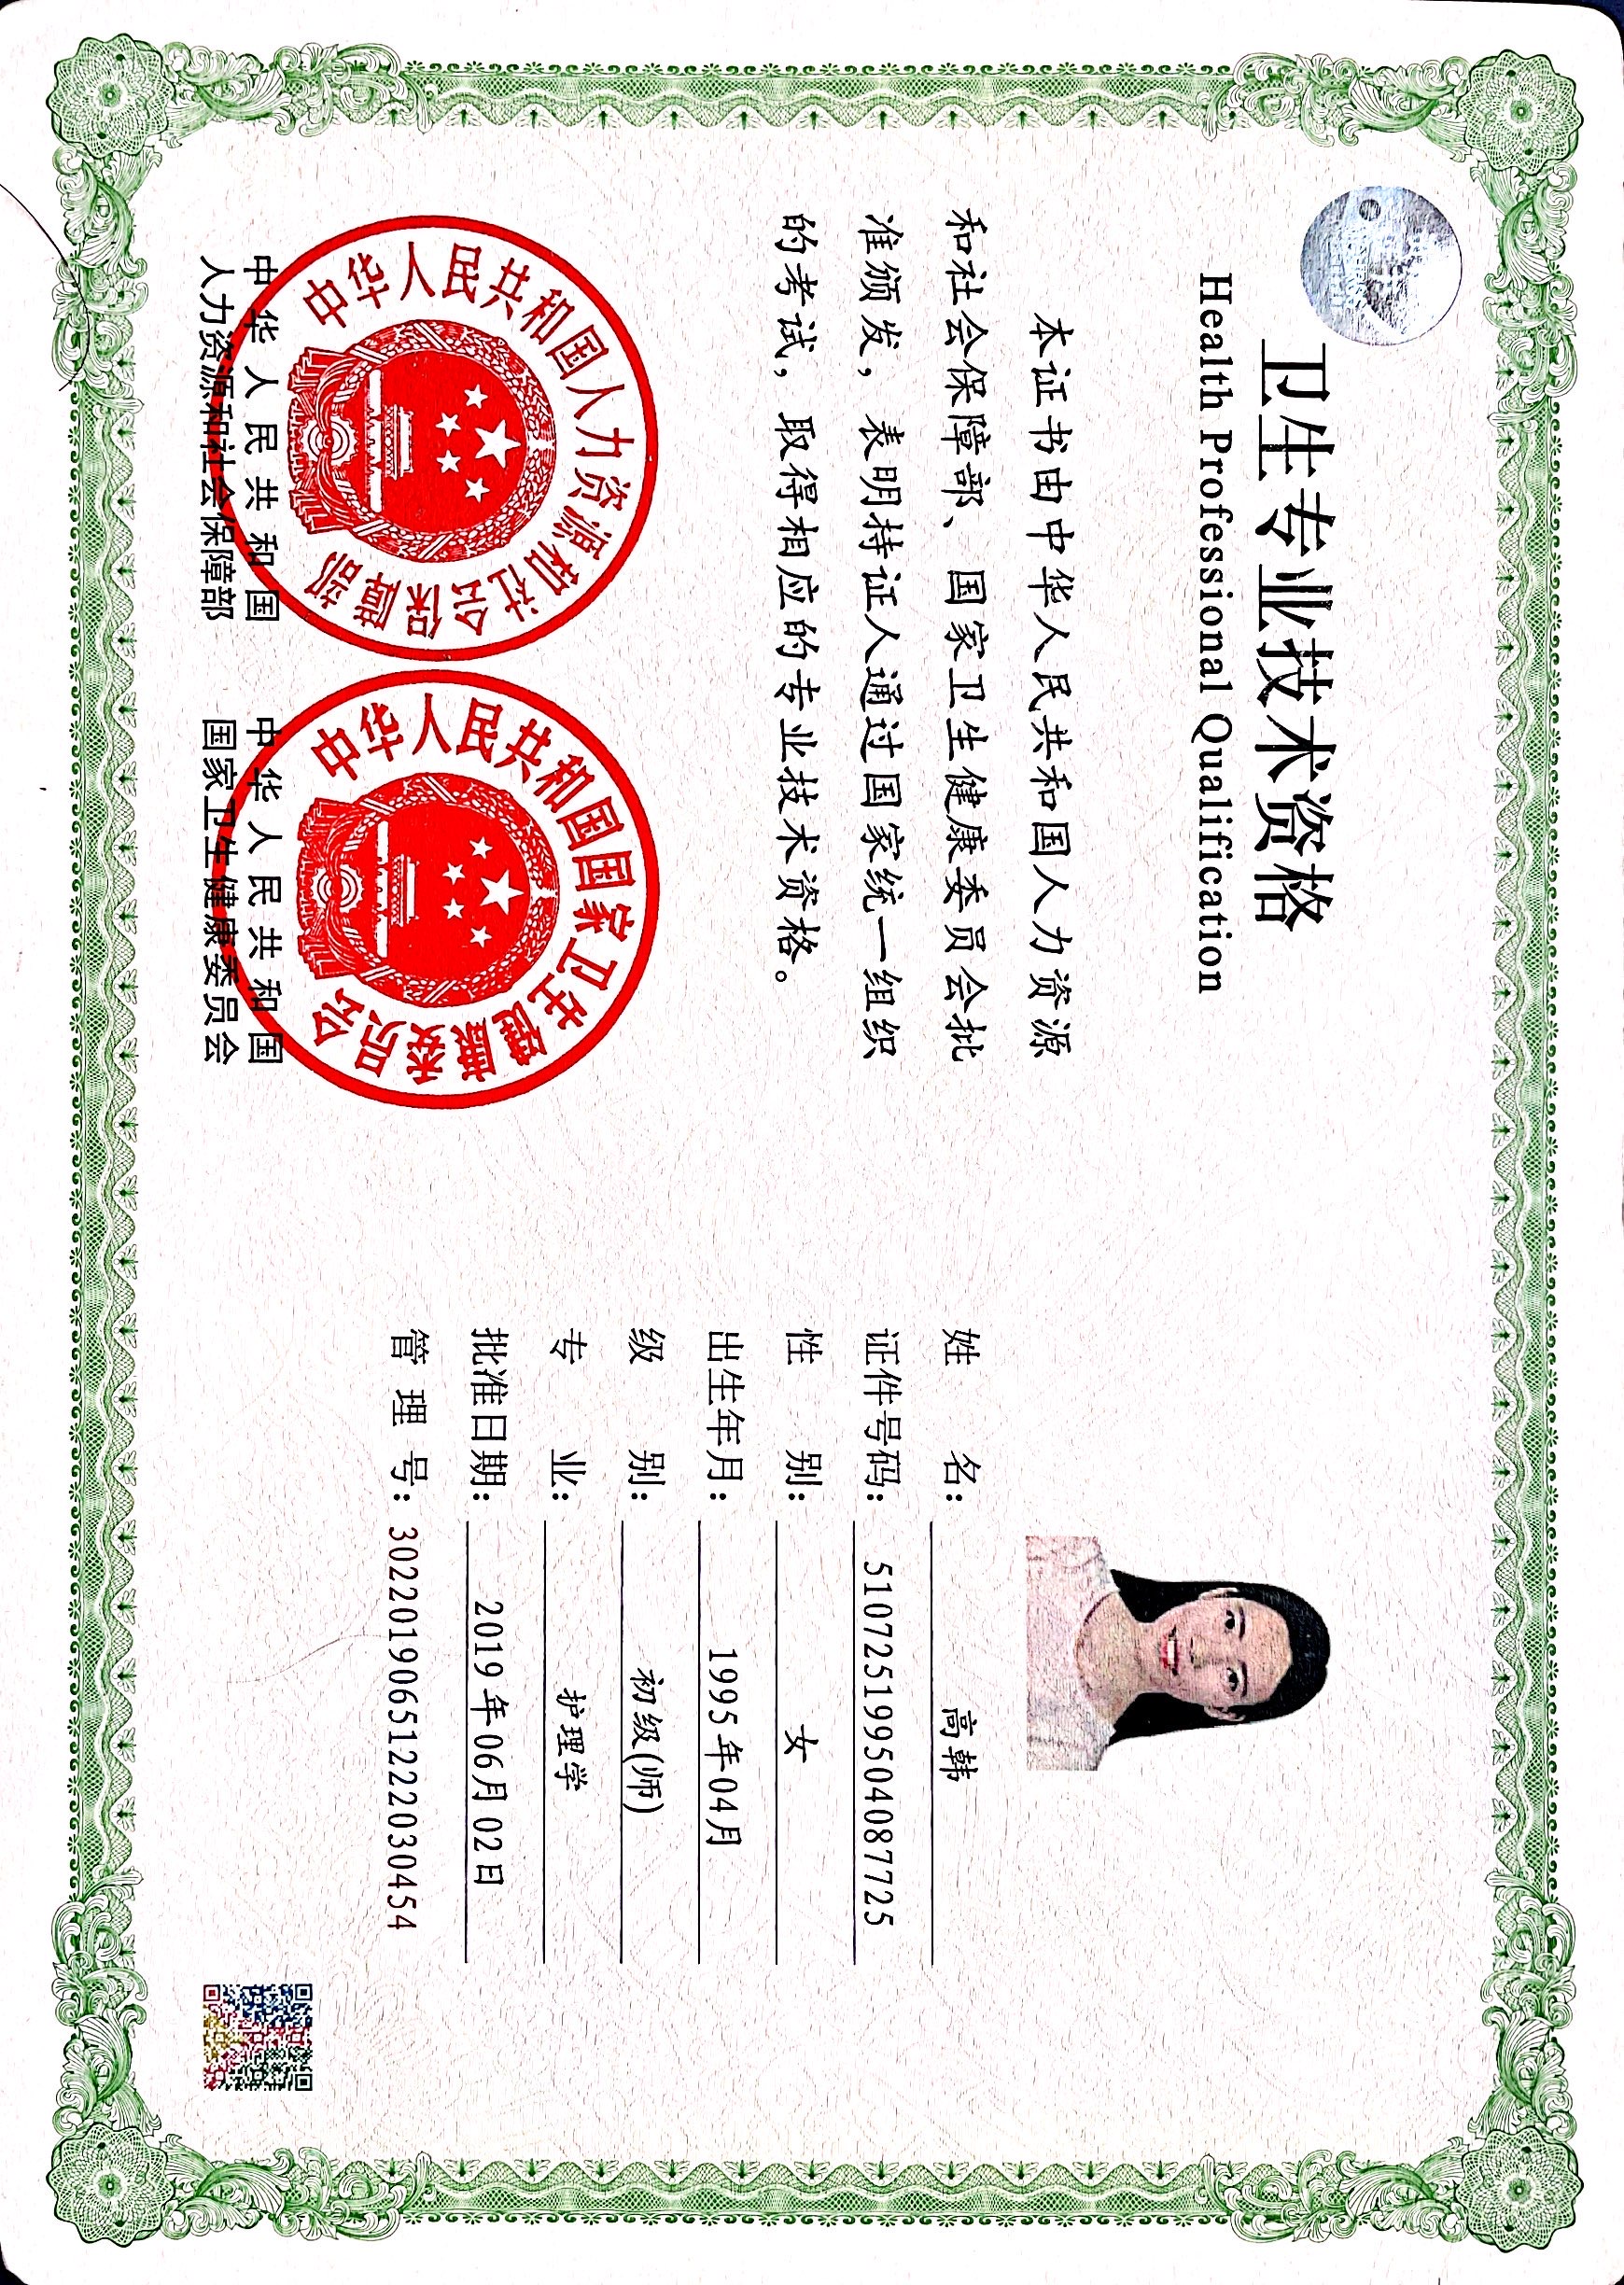 卫生专业技术资格
Health Professional Qualification
本证书由中华人民共和国人力资源
和社会保障部、国家卫生健康委员会批
准颁发，表明持证人通过国家统一组织
的考试，取得相应的专业技术资格。
中华人民共和国人力资源和社会保障部
中华人民共和国国家卫生健康委员会
中华人民共和国
人力资源和社会保障部
中华人民共和国
国家卫生健康委员会
姓名：高韩
证件号码：510725199504087725
性别：女
出生年月：1995年04月
级别：初级(师)
专业：护理学
批准日期：2019年06月02日
管理号：30220190651222030454